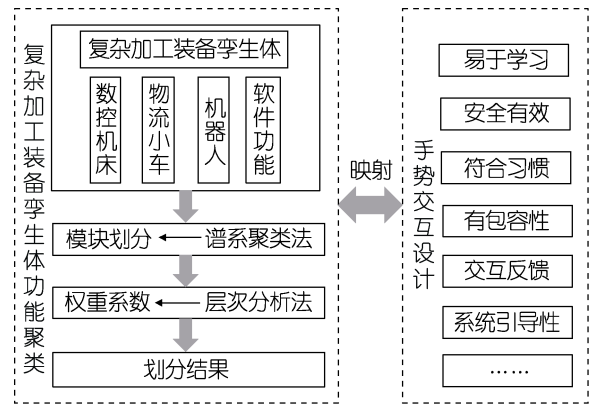 复杂加工装备孪生体功能聚类
复杂加工装备孪生体
数控机床
物流小车
机器人
软件功能
模块划分
谱系聚类法
权重系数
层次分析法
划分结果
映射
手势交互设计
易于学习
安全有效
符合习惯
有包容性
交互反馈
系统引导性
……